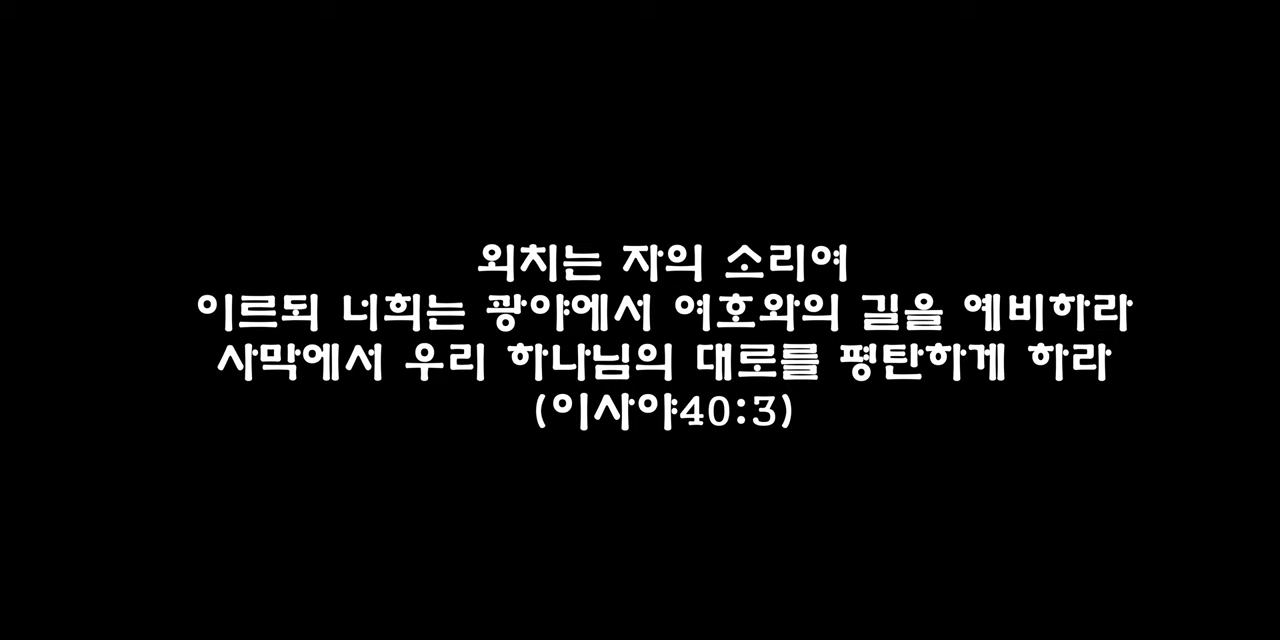 외치는 자의 소리여
이르되 너희는 광야에서 여호와의 길을 예비하라
사막에서 우리 하나님의 대로를 평탄하게 하라
(이사야40:3)